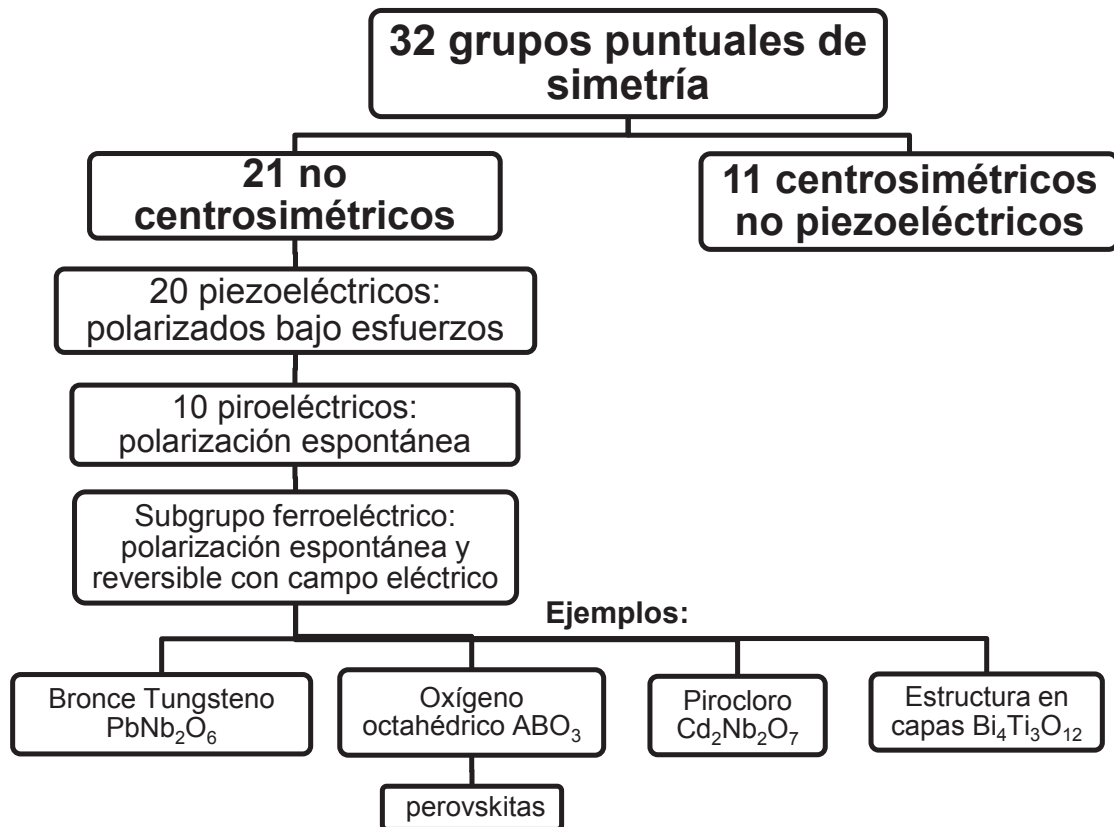 32 grupos puntuales de
simetría
21 no
centrosimétricos
11 centrosimétricos
no piezoeléctricos
20 piezoeléctricos:
polarizados bajo esfuerzos
10 piroeléctricos:
polarización espontánea
Subgrupo ferroeléctrico:
polarización espontánea y
reversible con campo eléctrico
Ejemplos:
Bronce Tungsteno
PbNb₂O₆
Oxígeno
octahédrico ABO₃
Pirocloro
Cd₂Nb₂O₇
Estructura en
capas Bi₄Ti₃O₁₂
perovskitas